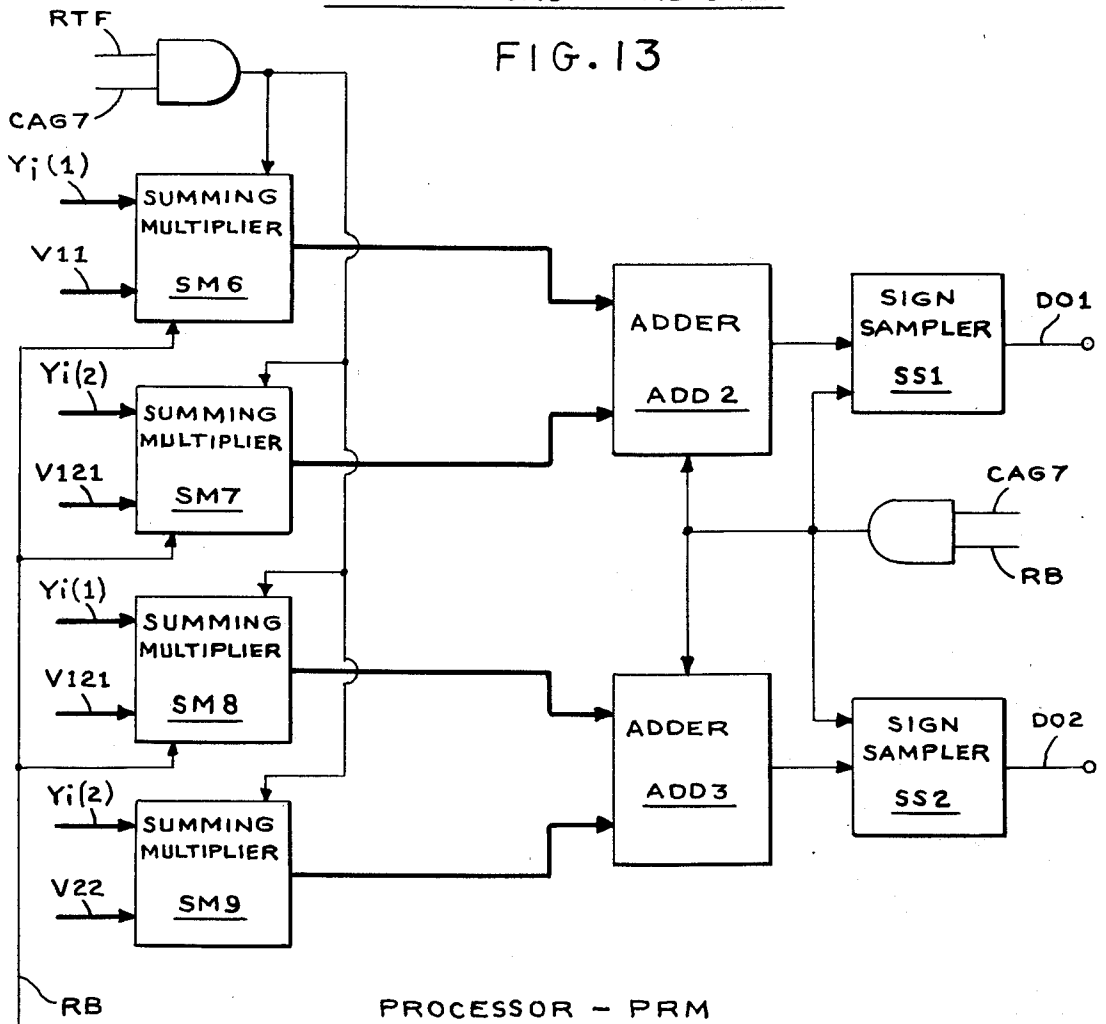 RTF
FIG. 13
CAG7
Yi(1)
SUMMING
MULTIPLIER
SM6
V11
ADDER
ADD 2
SIGN
SAMPLER
SS1
DO1
Yi(2)
SUMMING
MULTIPLIER
SM7
V121
CAG7
RB
Yi(1)
SUMMING
MULTIPLIER
SM8
V121
ADDER
ADD3
SIGN
SAMPLER
SS2
DO2
Yi(2)
SUMMING
MULTIPLIER
SM9
V22
RB
PROCESSOR - PRM